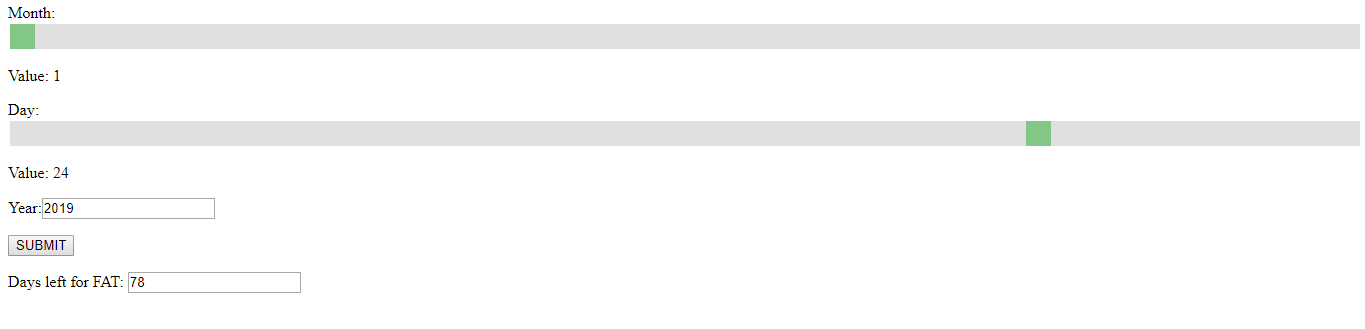 Month:
Value: 1
Day:
Value: 24
Year: 2019
SUBMIT
Days left for FAT: 78